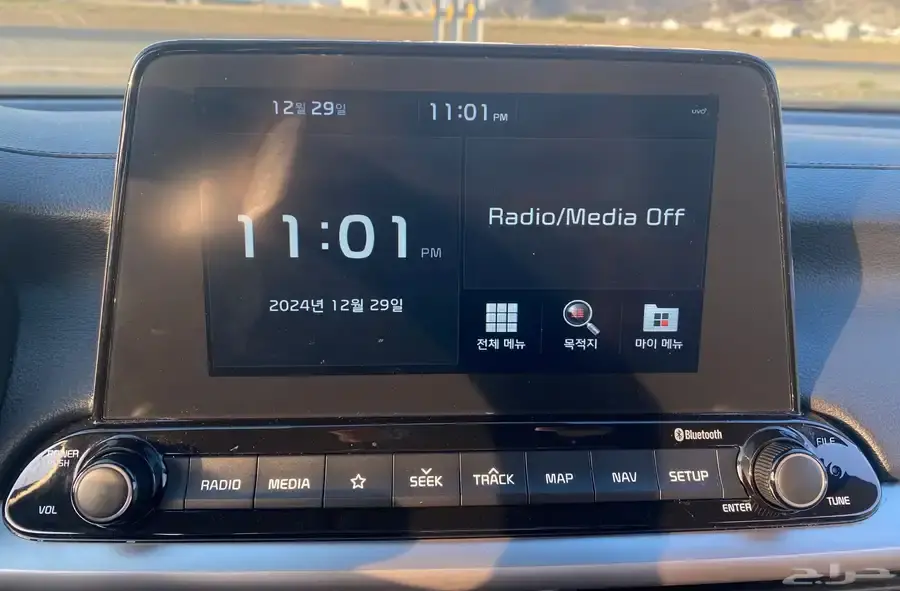 12월 29일 11:01 PM UVO
11:01 PM
2024년 12월 29일
Radio/Media Off
전체 메뉴 목적지 마이 메뉴
Bluetooth
POWER PUSH
VOL
RADIO MEDIA SEEK TRACK MAP NAV SETUP
FILE
TUNE
ENTER
حراج